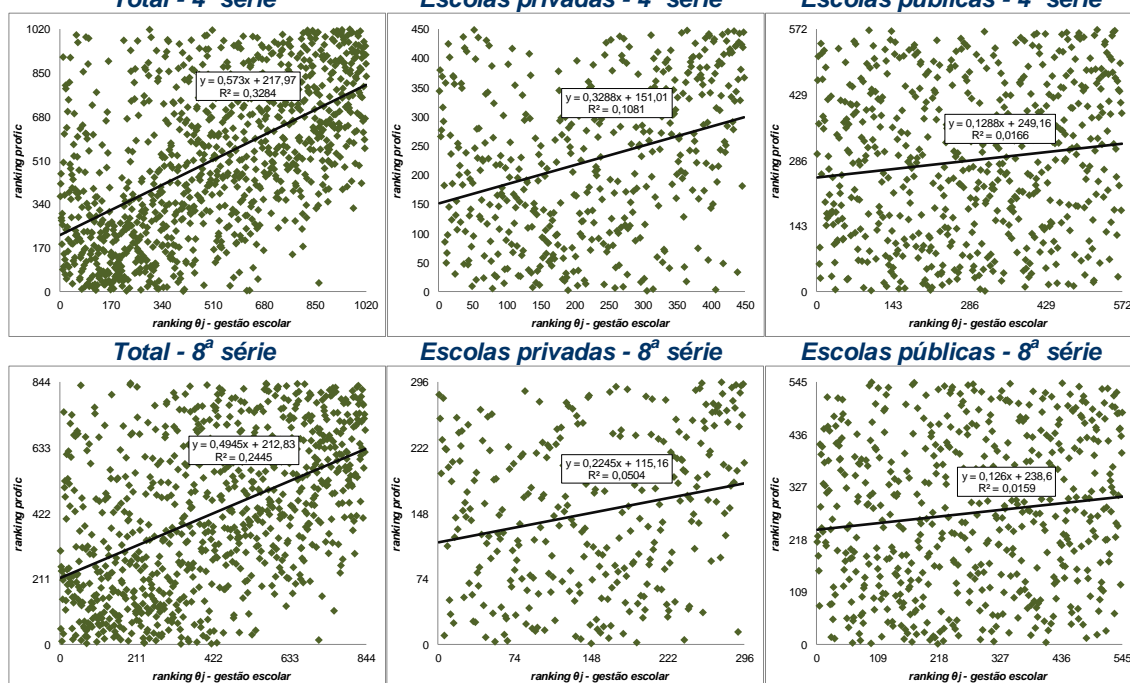 Total - 4ª série
1020
850
680
510
340
170
0
ranking profic
y = 0,573x + 217,97
R² = 0,3284
0 170 340 510 680 850 1020
ranking θj - gestão escolar
Escolas privadas - 4ª série
450
400
350
300
250
200
150
100
50
0
ranking profic
y = 0,3288x + 151,01
R² = 0,1081
0 50 100 150 200 250 300 350 400 450
ranking θj - gestão escolar
Escolas públicas - 4ª série
572
429
286
143
0
ranking profic
y = 0,1288x + 249,16
R² = 0,0166
0 143 286 429 572
ranking θj - gestão escolar
Total - 8ª série
844
633
422
211
0
ranking profic
y = 0,4945x + 212,83
R² = 0,2445
0 211 422 633 844
ranking θj - gestão escolar
Escolas privadas - 8ª série
296
222
148
74
0
ranking profic
y = 0,2245x + 115,16
R² = 0,0504
0 74 148 222 296
ranking θj - gestão escolar
Escolas públicas - 8ª série
545
436
327
218
109
0
ranking profic
y = 0,126x + 238,6
R² = 0,0159
0 109 218 327 436 545
ranking θj - gestão escolar